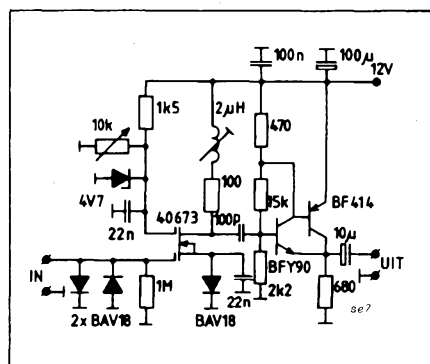 100n
100µ
12V
1k5
2µH
470
10k
100
4V7
40673
15k
BF414
22n
100p
10µ
IN
BFY90
UIT
1M
22n
2k2
680
2x BAV18
BAV18
se7